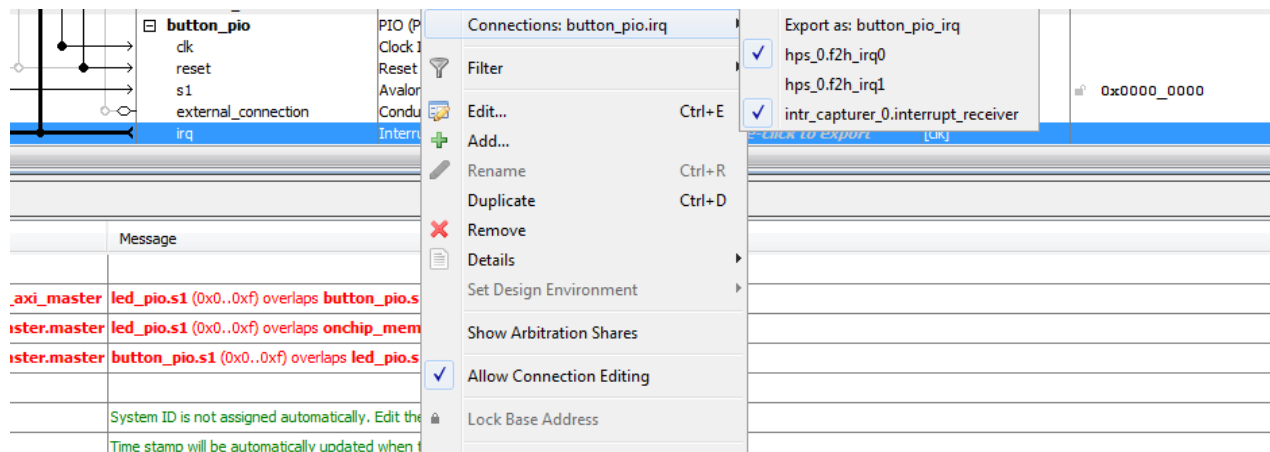 button_pio PIO (P
clk Clock I
reset Reset
s1 Avalor
external_connection Condu
irq Interru
0x0000_0000
e-click to export [clk]
Connections: button_pio.irq
Filter
Edit... Ctrl+E
Add...
Rename Ctrl+R
Duplicate Ctrl+D
Remove
Details
Set Design Environment
Show Arbitration Shares
Allow Connection Editing
Lock Base Address
Export as: button_pio_irq
hps_0.f2h_irq0
hps_0.f2h_irq1
intr_capturer_0.interrupt_receiver
Message
_axi_master led_pio.s1 (0x0..0xf) overlaps button_pio.s
ster.master led_pio.s1 (0x0..0xf) overlaps onchip_mem
ster.master button_pio.s1 (0x0..0xf) overlaps led_pio.s
System ID is not assigned automatically. Edit the
Time stamp will be automatically updated when t